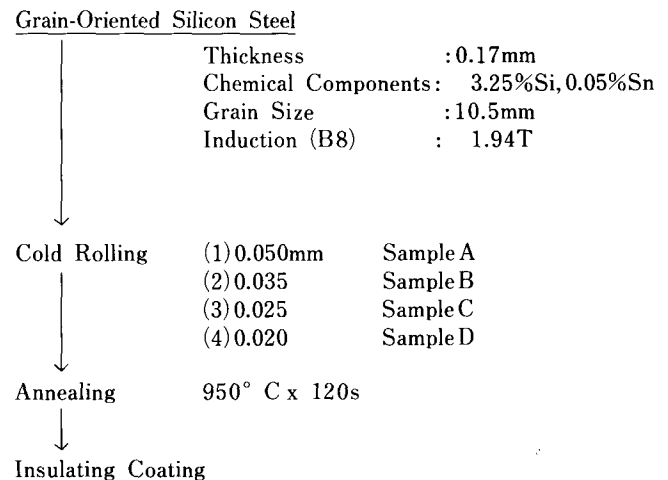 Grain-Oriented Silicon Steel
Thickness :0.17mm
Chemical Components: 3.25%Si,0.05%Sn
Grain Size :10.5mm
Induction (B8) : 1.94T
Cold Rolling (1)0.050mm Sample A
(2)0.035 Sample B
(3)0.025 Sample C
(4)0.020 Sample D
Annealing 950° C x 120s
Insulating Coating